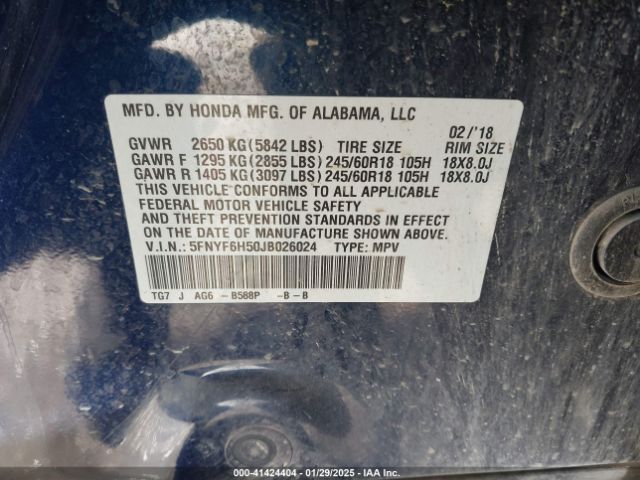 MFD. BY HONDA MFG. OF ALABAMA, LLC
02/'18
GVWR 2650 KG(5842 LBS) TIRE SIZE RIM SIZE
GAWR F 1295 KG(2855 LBS)245/60R18 105H 18X8.0J
GAWR R 1405 KG(3097 LBS)245/60R18 105H 18X8.0J
THIS VEHICLE CONFORMS TO ALL APPLICABLE
FEDERAL MOTOR VEHICLE SAFETY
AND THEFT PREVENTION STANDARDS IN EFFECT
ON THE DATE OF MANUFACTURE SHOWN ABOVE.
V.I.N.: 5FNYF6H50JB026024 TYPE: MPV
TG7 J AG6 - B588P -B-B
000-41424404 - 01/29/2025 - IAA Inc.